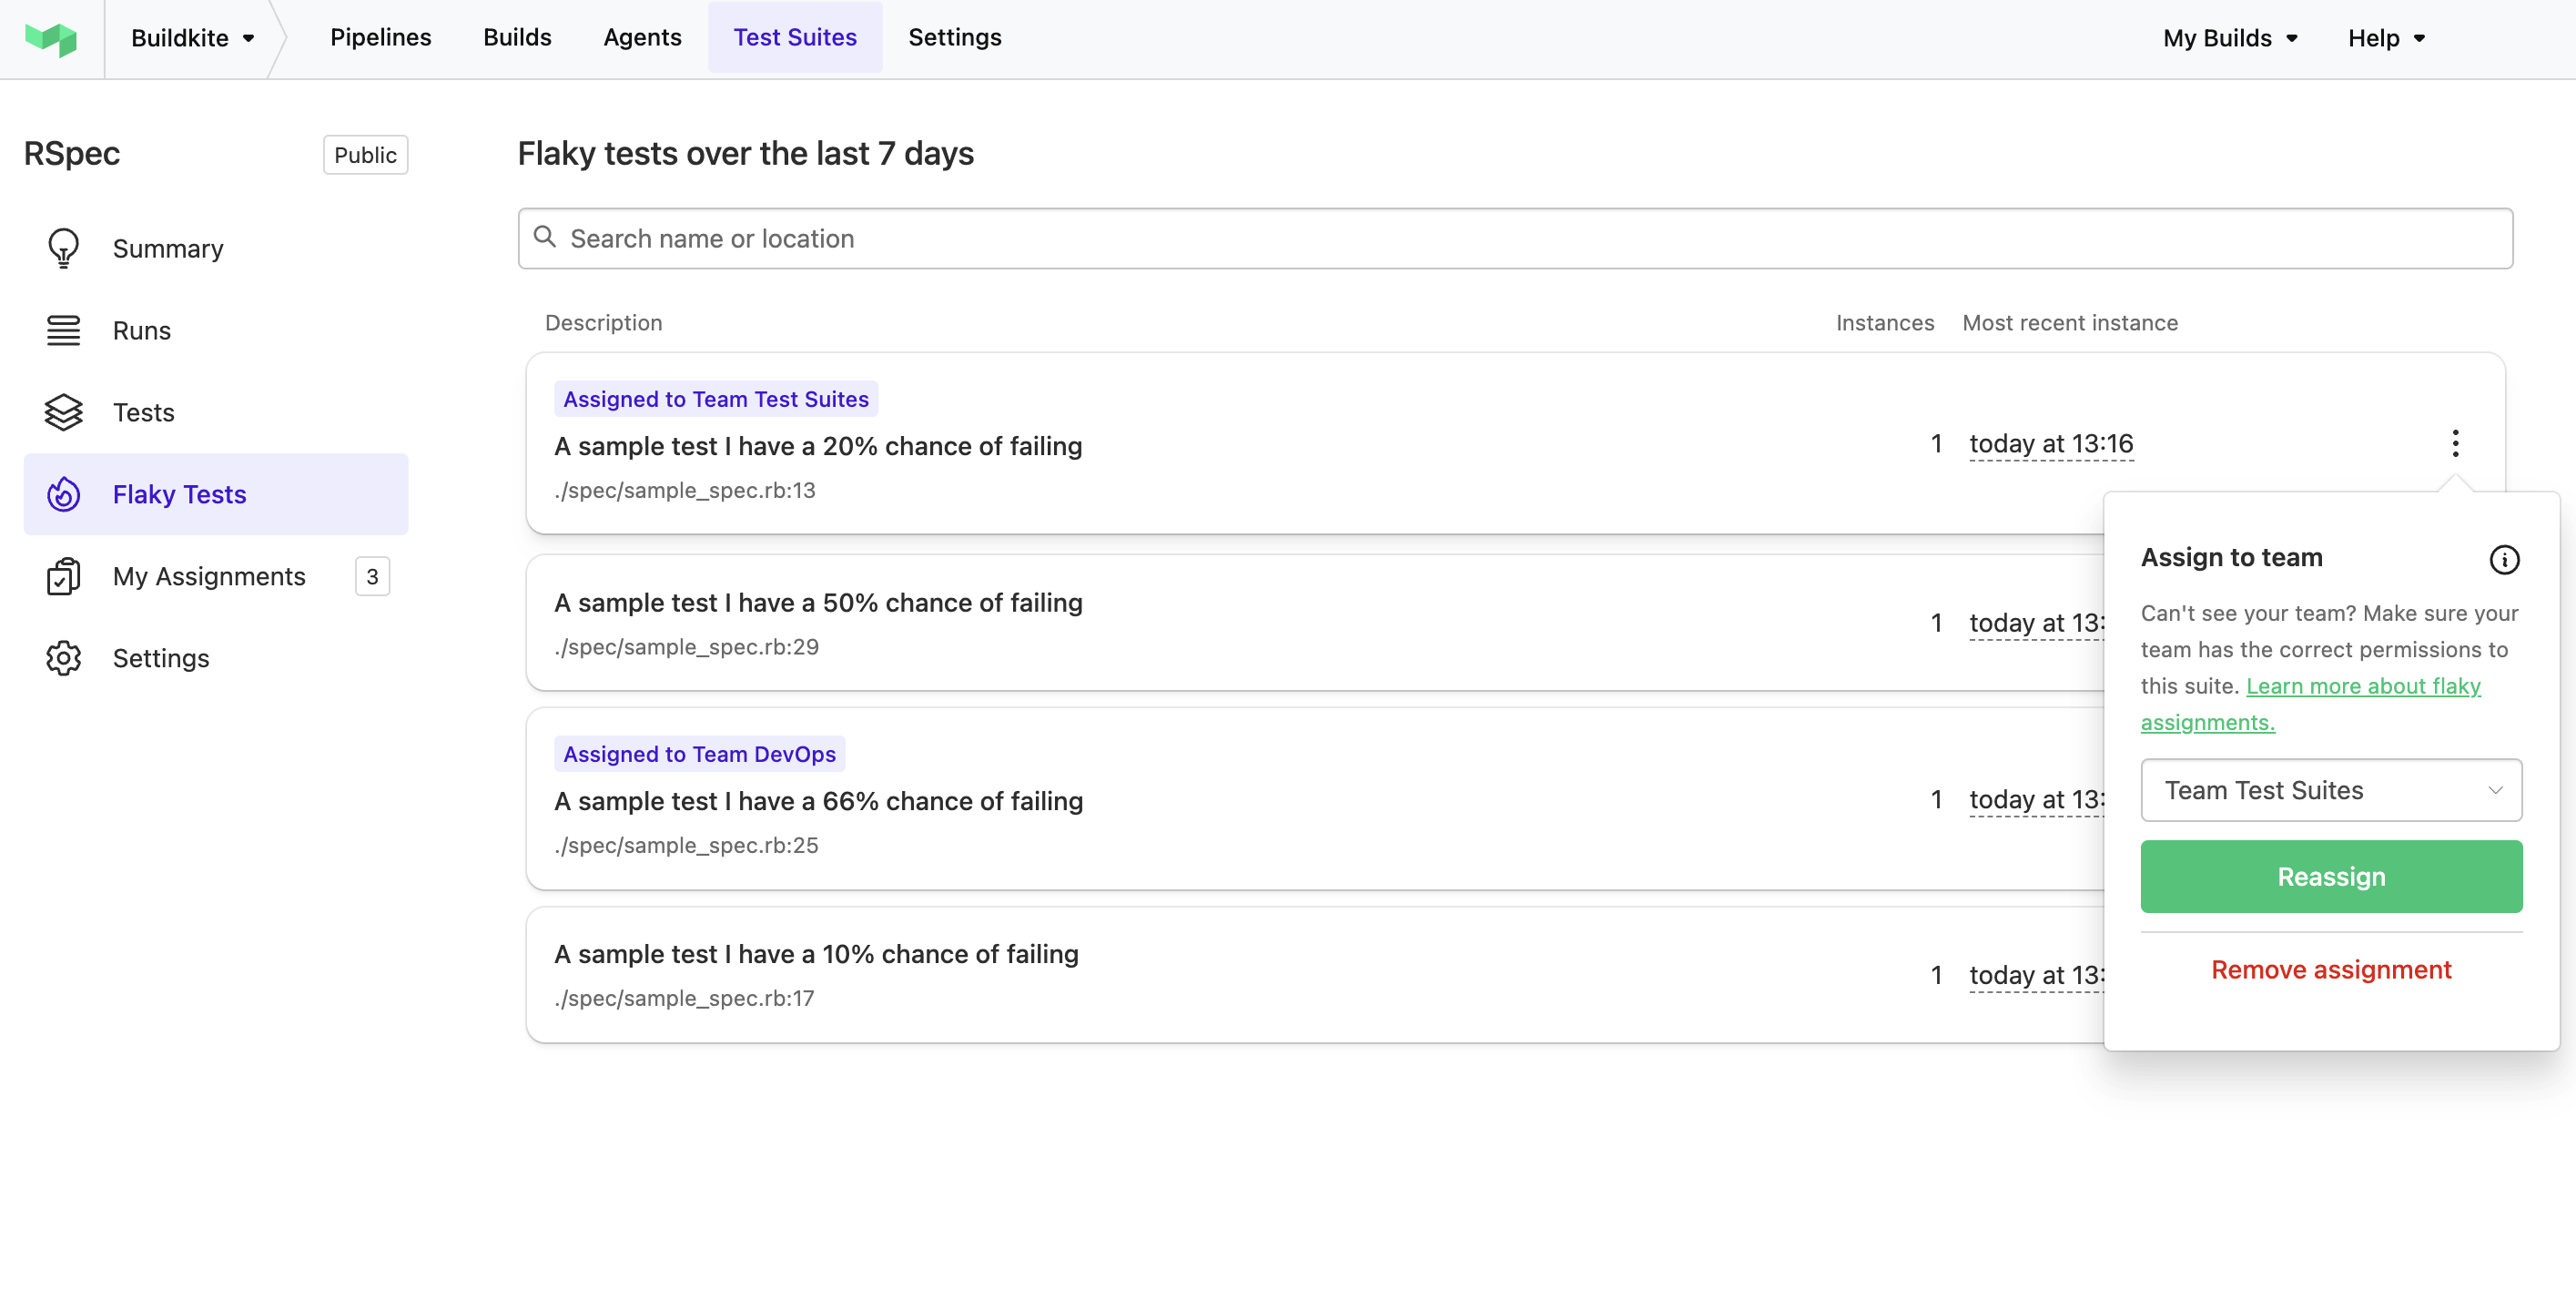 Buildkite
Pipelines
Builds
Agents
Test Suites
Settings
My Builds
Help
RSpec
Public
Summary
Runs
Tests
Flaky Tests
My Assignments
3
Settings
Flaky tests over the last 7 days
Search name or location
Description
Instances
Most recent instance
Assigned to Team Test Suites
A sample test I have a 20% chance of failing
./spec/sample_spec.rb:13
1
today at 13:16
A sample test I have a 50% chance of failing
./spec/sample_spec.rb:29
1
today at 13:
Assigned to Team DevOps
A sample test I have a 66% chance of failing
./spec/sample_spec.rb:25
1
today at 13:
A sample test I have a 10% chance of failing
./spec/sample_spec.rb:17
1
today at 13:
Assign to team
Can't see your team? Make sure your
team has the correct permissions to
this suite. Learn more about flaky
assignments.
Team Test Suites
Reassign
Remove assignment